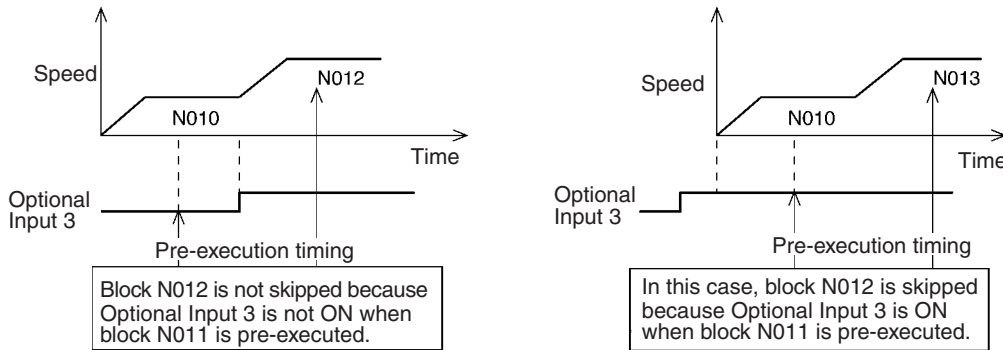 Speed
N012
N010
Time
Optional
Input 3
Pre-execution timing
Block N012 is not skipped because
Optional Input 3 is not ON when
block N011 is pre-executed.
Speed
N013
N010
Time
Optional
Input 3
Pre-execution timing
In this case, block N012 is skipped
because Optional Input 3 is ON
when block N011 is pre-executed.